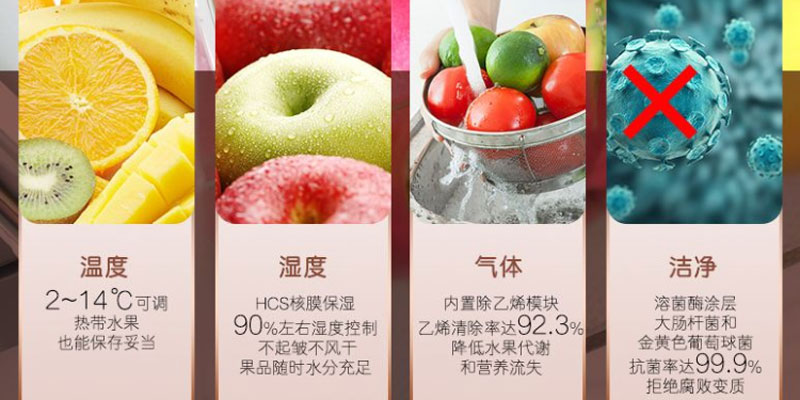 温度
2~14℃可调
热带水果
也能保存妥当
湿度
HCS核膜保湿
90%左右湿度控制
不起皱不风干
果品随时水分充足
气体
内置除乙烯模块
乙烯清除率达92.3%
降低水果代谢
和营养流失
洁净
溶菌酶涂层
大肠杆菌和
金黄色葡萄球菌
抗菌率达99.9%
拒绝腐败变质